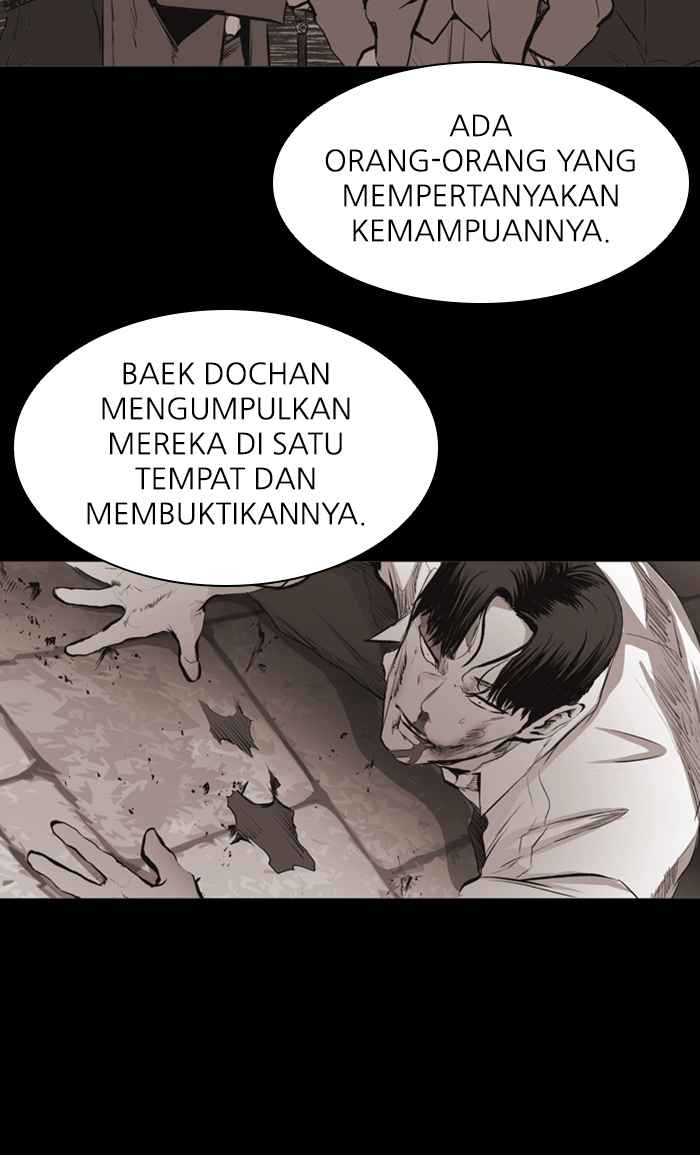 ADA
ORANG-ORANG YANG
MEMPERTANYAKAN
KEMAMPUANNYA.
BAEK DOCHAN
MENGUMPULKAN
MEREKA DI SATU
TEMPAT DAN
MEMBUKTIKANNYA.